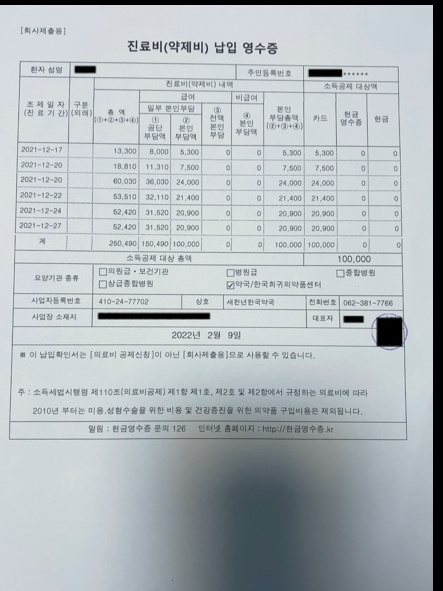 [회사제출용]
진료비(약제비) 납입 영수증
환자 성명 주민등록번호 ******
진료비(약제비) 내역 소득공제 대상액
조 제 일 자 (진 료 기 간) 구분 (외래) 총 액 (①+②+③+④) 급여 비급여 본인 부담총액 (②+③+④) 카드 현금 영수증 현금
일부 본인부담 ③ 전액 본인 부담 ④ 본인 부담액
① 공단 부담액 ② 본인 부담액
2021-12-17 13,300 8,000 5,300 0 0 5,300 5,300 0 0
2021-12-20 18,810 11,310 7,500 0 0 7,500 7,500 0 0
2021-12-20 60,030 36,030 24,000 0 0 24,000 24,000 0 0
2021-12-22 53,510 32,110 21,400 0 0 21,400 21,400 0 0
2021-12-24 52,420 31,520 20,900 0 0 20,900 20,900 0 0
2021-12-27 52,420 31,520 20,900 0 0 20,900 20,900 0 0
계 250,490 150,490 100,000 0 0 100,000 100,000 0 0
소득공제 대상 총액 100,000
요양기관 종류 □의원급·보건기관 □병원급 □종합병원
□상급종합병원 ☑약국/한국희귀의약품센터
사업자등록번호 410-24-77702 상호 새천년한국약국 전화번호 062-381-7766
사업장 소재지 대표자
2022년 2월 9일
※ 이 납입확인서는 [의료비 공제신청]이 아닌 [회사제출용]으로 사용할 수 있습니다.
주 : 소득세법시행령 제110조(의료비공제) 제1항 제1호, 제2호 및 제2항에서 규정하는 의료비에 따라
2010년 부터는 미용,성형수술을 위한 비용 및 건강증진을 위한 의약품 구입비용은 제외됩니다.
알림 : 현금영수증 문의 126 인터넷 홈페이지 : http://현금영수증.kr